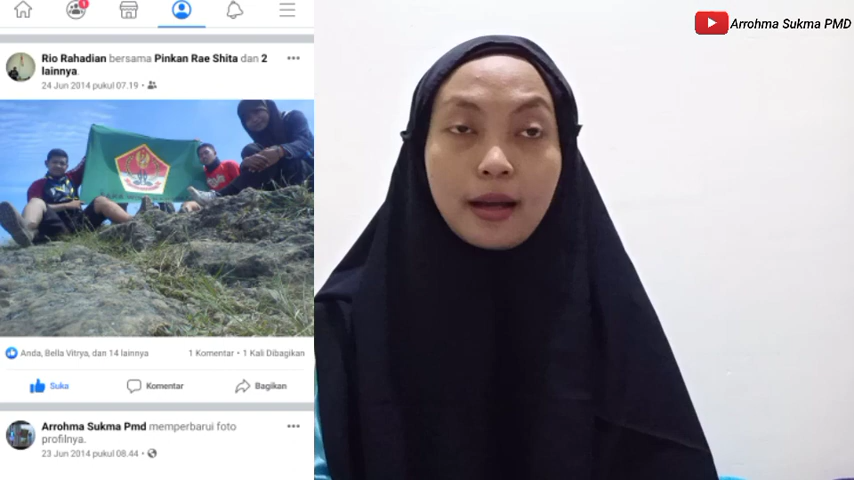 1
Rio Rahadian bersama Pinkan Rae Shita dan 2
lainnya.
24 Jun 2014 pukul 07.19 •
Anda, Bella Vitrya, dan 14 lainnya
1 Komentar • 1 Kali Dibagikan
Suka
Komentar
Bagikan
Arrohma Sukma Pmd memperbarui foto
profilnya.
23 Jun 2014 pukul 08.44 •
Arrohma Sukma PMD